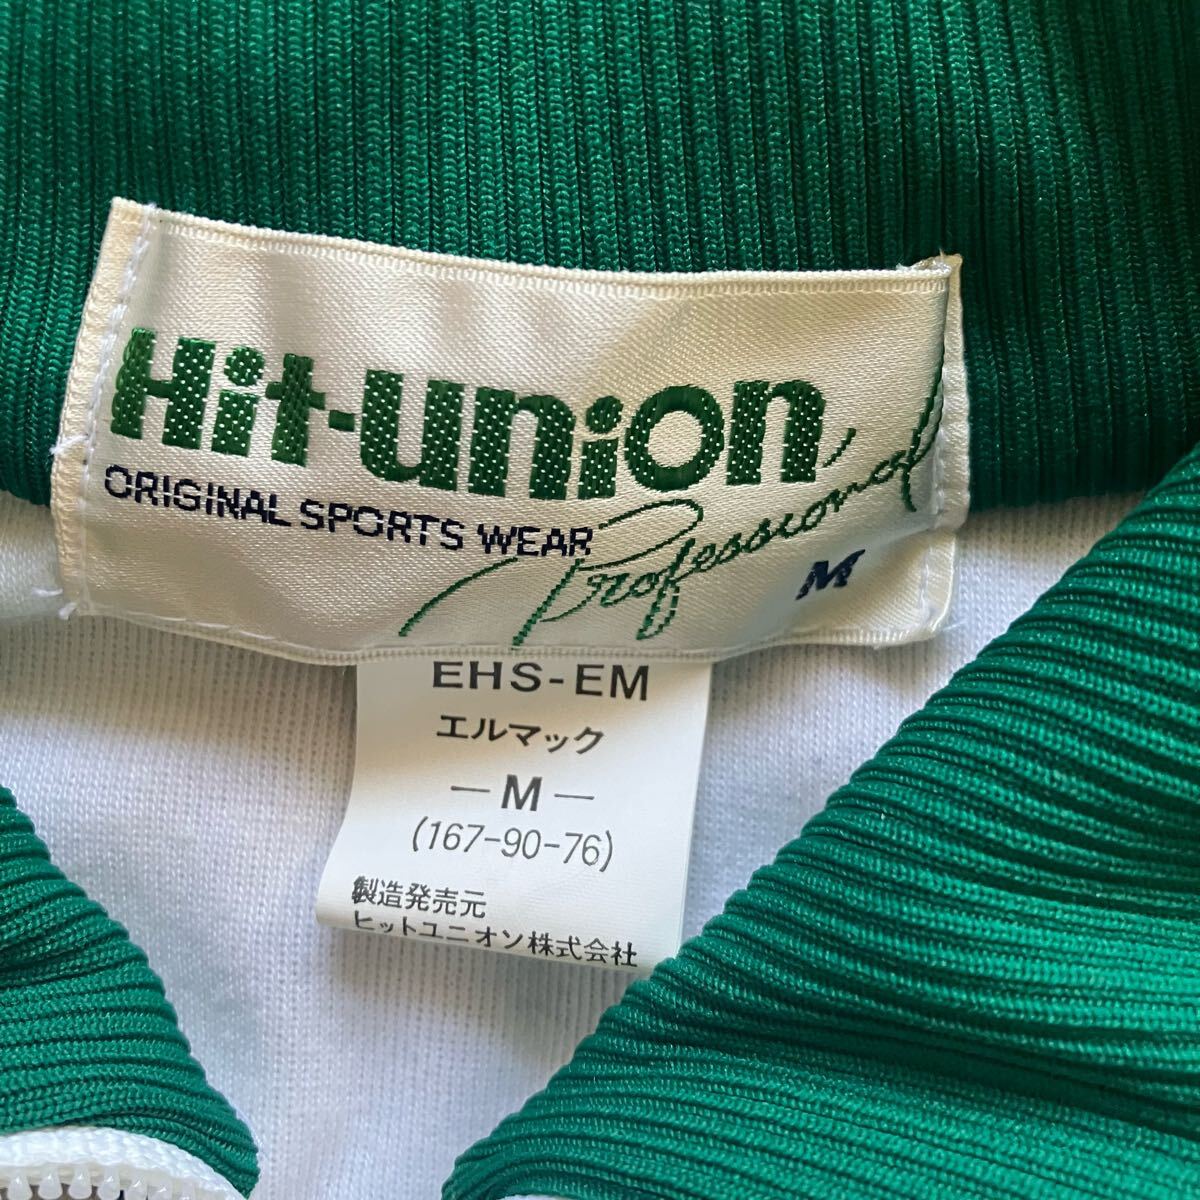 Hit-union
ORIGINAL SPORTS WEAR
Professional
M
EHS-EM
エルマック
—M—
(167-90-76)
製造発売元
ヒットユニオン株式会社